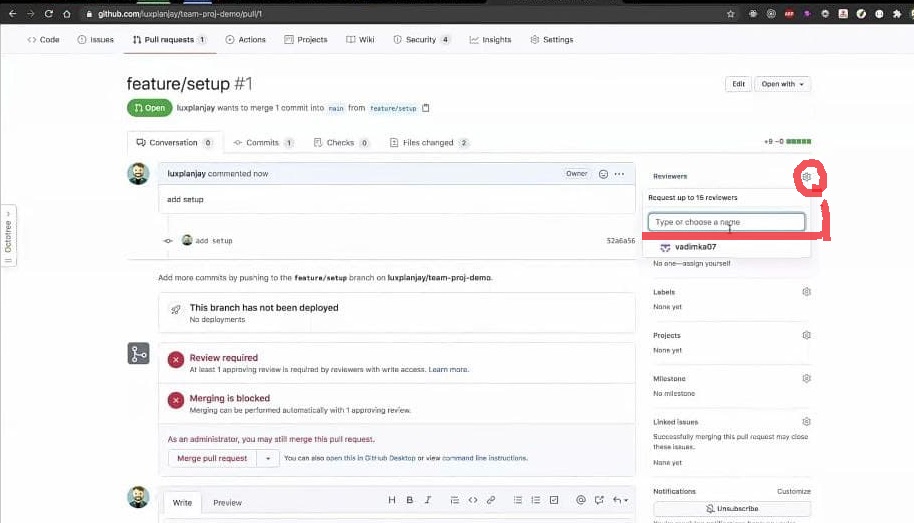 github.com/luxplanjay/team-proj-demo/pull/1
Code Issues Pull requests 1 Actions Projects Wiki Security 4 Insights Settings
feature/setup #1
Edit Open with
Open luxplanjay wants to merge 1 commit into main from feature/setup
Conversation 0 Commits 1 Checks 0 Files changed 2
+9 −0
luxplanjay commented now Owner
add setup
add setup 52a6a56
Add more commits by pushing to the feature/setup branch on luxplanjay/team-proj-demo.
This branch has not been deployed
No deployments
Review required
At least 1 approving review is required by reviewers with write access. Learn more.
Merging is blocked
Merging can be performed automatically with 1 approving review.
As an administrator, you may still merge this pull request.
Merge pull request You can also open this in GitHub Desktop or view command line instructions.
Write Preview H B I
Reviewers
Request up to 15 reviewers
Type or choose a name
vadimka07
No one—assign yourself
Labels
None yet
Projects
None yet
Milestone
No milestone
Linked issues
Successfully merging this pull request may close
these issues.
None yet
Notifications Customize
Unsubscribe
Octotree
ABP